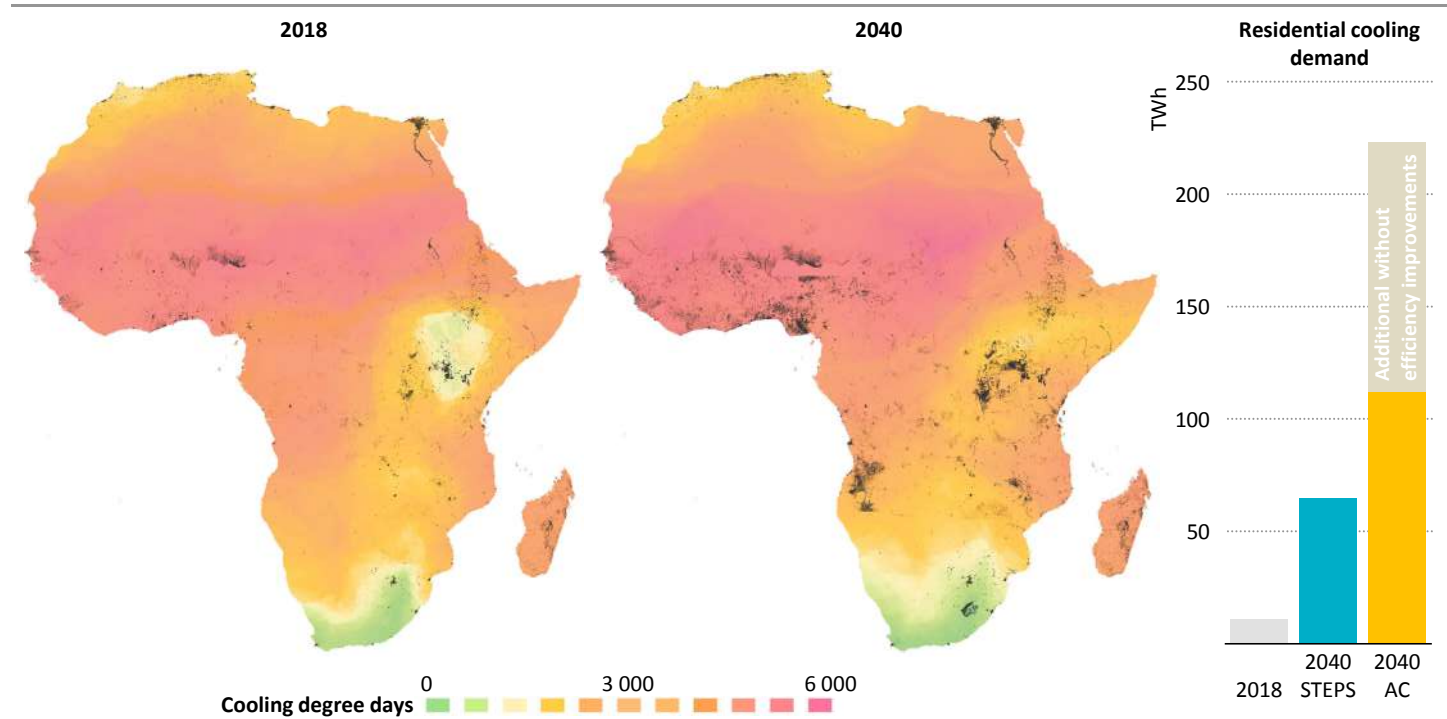 2018
2040
Residential cooling
demand
TWh
250
200
150
100
50
Additional without
efficiency improvements
2018
2040
STEPS
2040
AC
Cooling degree days
0
3 000
6 000